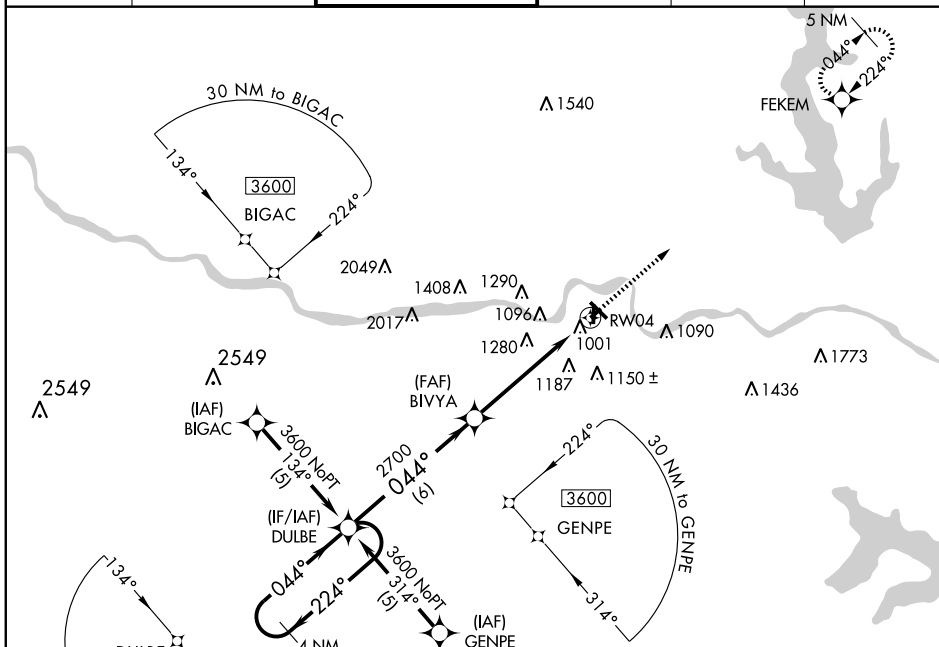 5 NM
044°
224°
FEKEM
30 NM to BIGAC
134°
3600
BIGAC
224°
1540
2049
1408
1290
2017
1096
RW04
1280
1001
1090
1187
1150 ±
1773
1436
2549
2549
(IAF)
BIGAC
3600 NoPT
134°
(5)
(FAF)
BIVYA
2700
044°
(6)
(IF/IAF)
DULBE
044°
224°
4 NM
3600 NoPT
314°
(5)
(IAF)
GENPE
224°
3600
GENPE
30 NM to GENPE
314°
134°